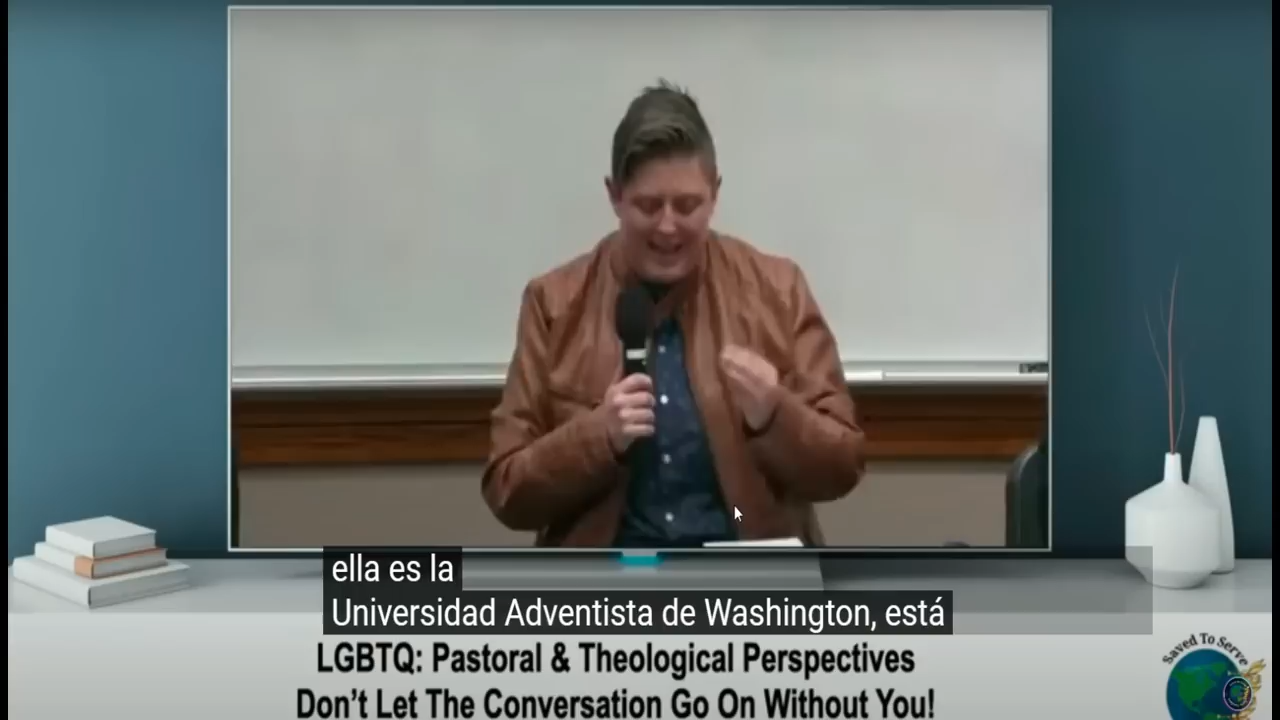 ella es la
Universidad Adventista de Washington, está
LGBTQ: Pastoral & Theological Perspectives
Don't Let The Conversation Go On Without You!
Saved To Serve